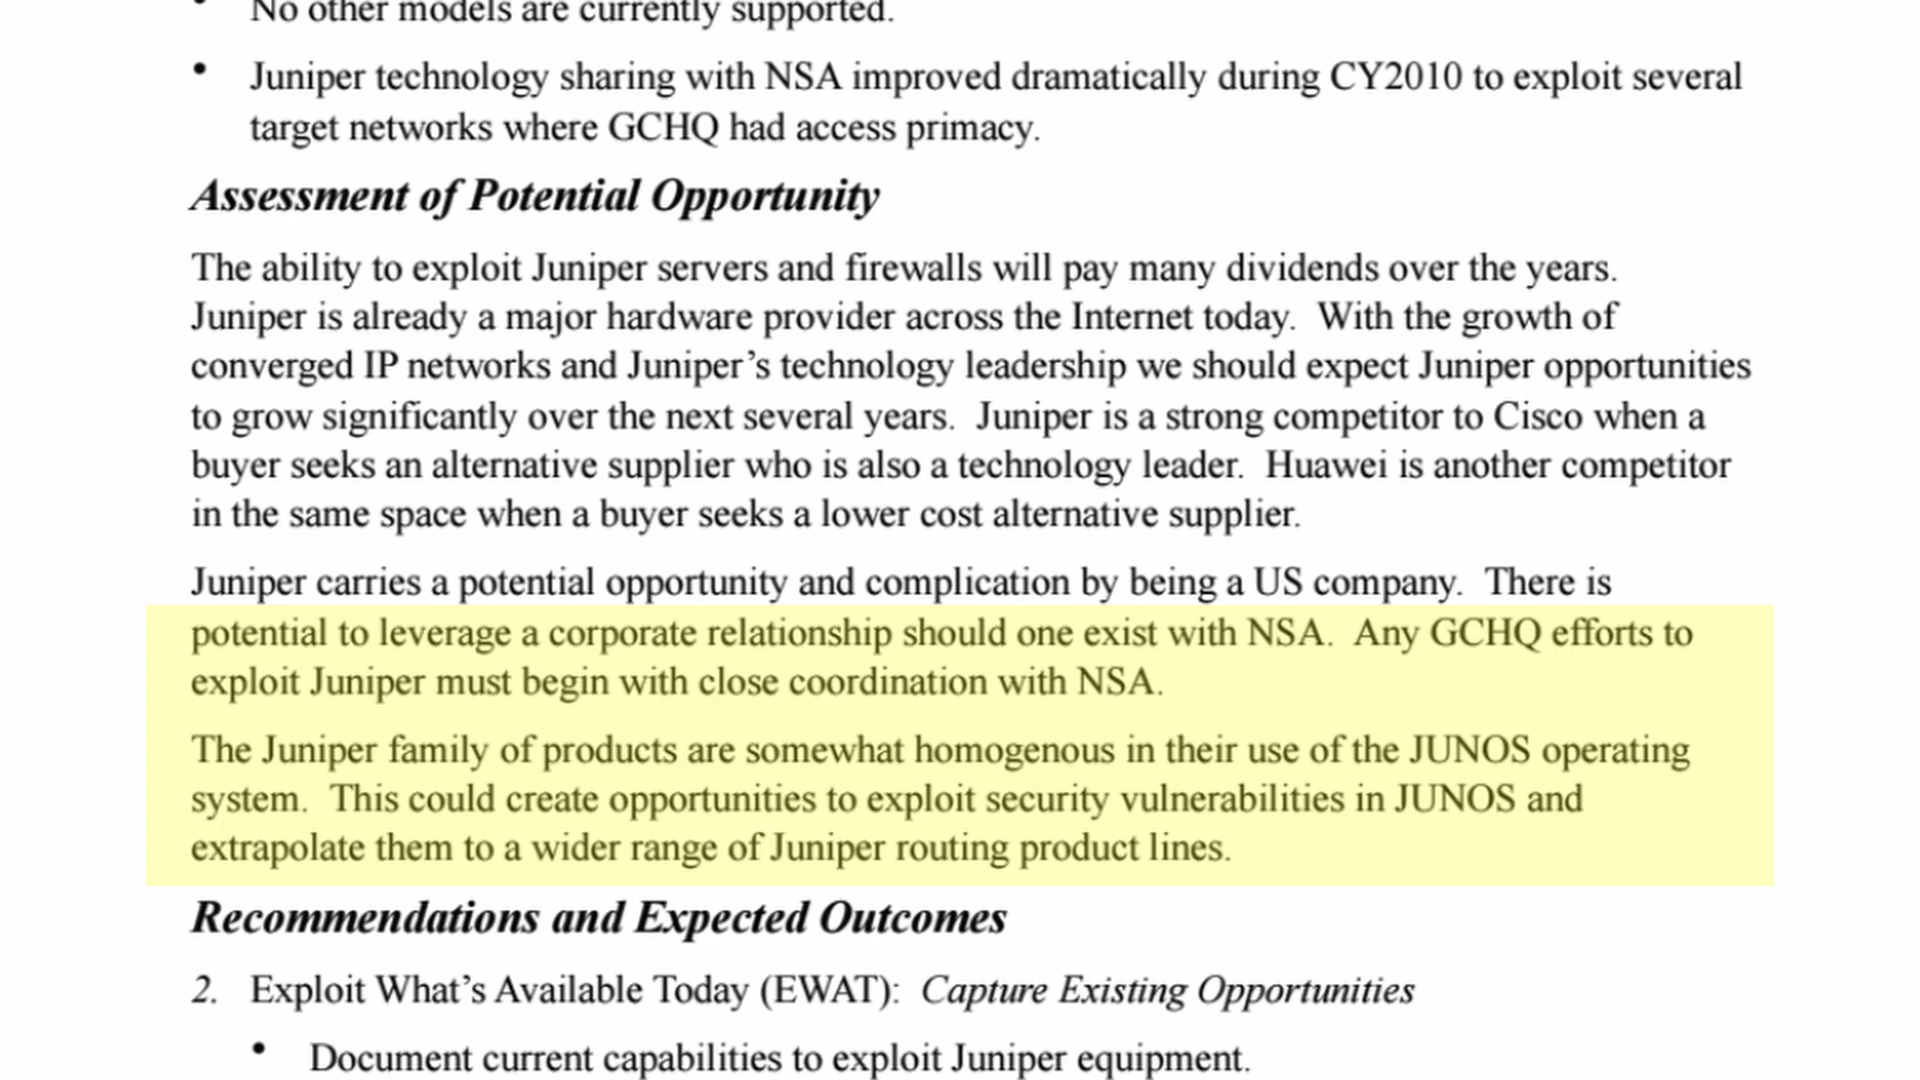 • No other models are currently supported.
• Juniper technology sharing with NSA improved dramatically during CY2010 to exploit several
target networks where GCHQ had access primacy.
Assessment of Potential Opportunity
The ability to exploit Juniper servers and firewalls will pay many dividends over the years.
Juniper is already a major hardware provider across the Internet today.  With the growth of
converged IP networks and Juniper’s technology leadership we should expect Juniper opportunities
to grow significantly over the next several years.  Juniper is a strong competitor to Cisco when a
buyer seeks an alternative supplier who is also a technology leader.  Huawei is another competitor
in the same space when a buyer seeks a lower cost alternative supplier.
Juniper carries a potential opportunity and complication by being a US company.  There is
potential to leverage a corporate relationship should one exist with NSA.  Any GCHQ efforts to
exploit Juniper must begin with close coordination with NSA.
The Juniper family of products are somewhat homogenous in their use of the JUNOS operating
system.  This could create opportunities to exploit security vulnerabilities in JUNOS and
extrapolate them to a wider range of Juniper routing product lines.
Recommendations and Expected Outcomes
2. Exploit What’s Available Today (EWAT):  Capture Existing Opportunities
• Document current capabilities to exploit Juniper equipment.